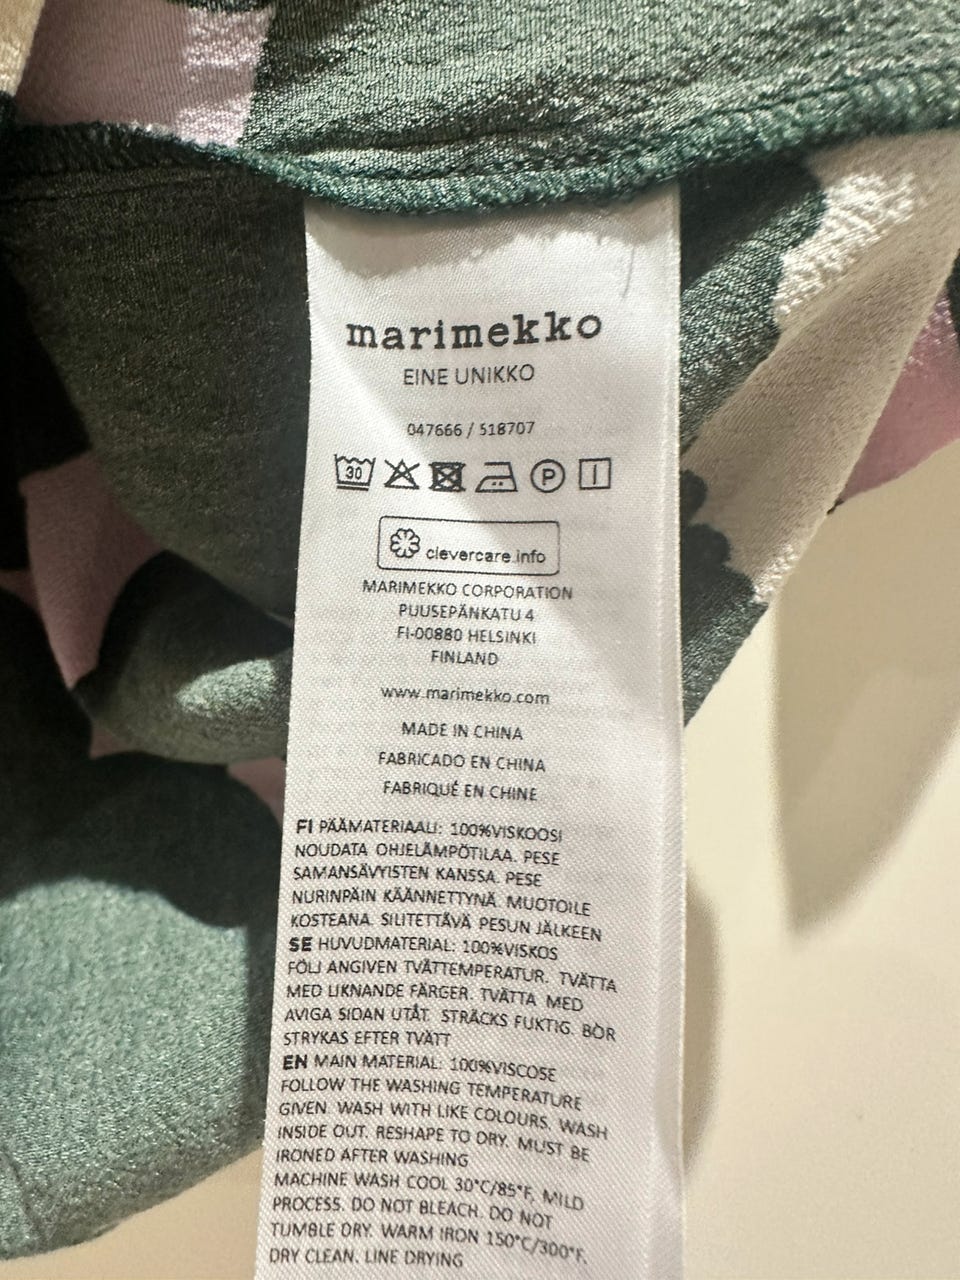 marimekko
EINE UNIKKO
047666 / 518707
30 P
clevercare.info
MARIMEKKO CORPORATION
PUUSEPÄNKATU 4
FI-00880 HELSINKI
FINLAND
www.marimekko.com
MADE IN CHINA
FABRICADO EN CHINA
FABRIQUÉ EN CHINE
FI PÄÄMATERIAALI: 100%VISKOOSI
NOUDATA OHJELÄMPÖTILAA. PESE
SAMANSÄVYISTEN KANSSA. PESE
NURINPÄIN KÄÄNNETTYNÄ. MUOTOILE
KOSTEANA. SILITETTÄVÄ PESUN JÄLKEEN
SE HUVUDMATERIAL: 100%VISKOS
FÖLJ ANGIVEN TVÄTTEMPERATUR. TVÄTTA
MED LIKNANDE FÄRGER. TVÄTTA MED
AVIGA SIDAN UTÅT. STRÄCKS FUKTIG. BÖR
STRYKAS EFTER TVÄTT
EN MAIN MATERIAL: 100%VISCOSE
FOLLOW THE WASHING TEMPERATURE
GIVEN. WASH WITH LIKE COLOURS. WASH
INSIDE OUT. RESHAPE TO DRY. MUST BE
IRONED AFTER WASHING
MACHINE WASH COOL 30°C/85°F, MILD
PROCESS. DO NOT BLEACH. DO NOT
TUMBLE DRY. WARM IRON 150°C/300°F.
DRY CLEAN. LINE DRYING